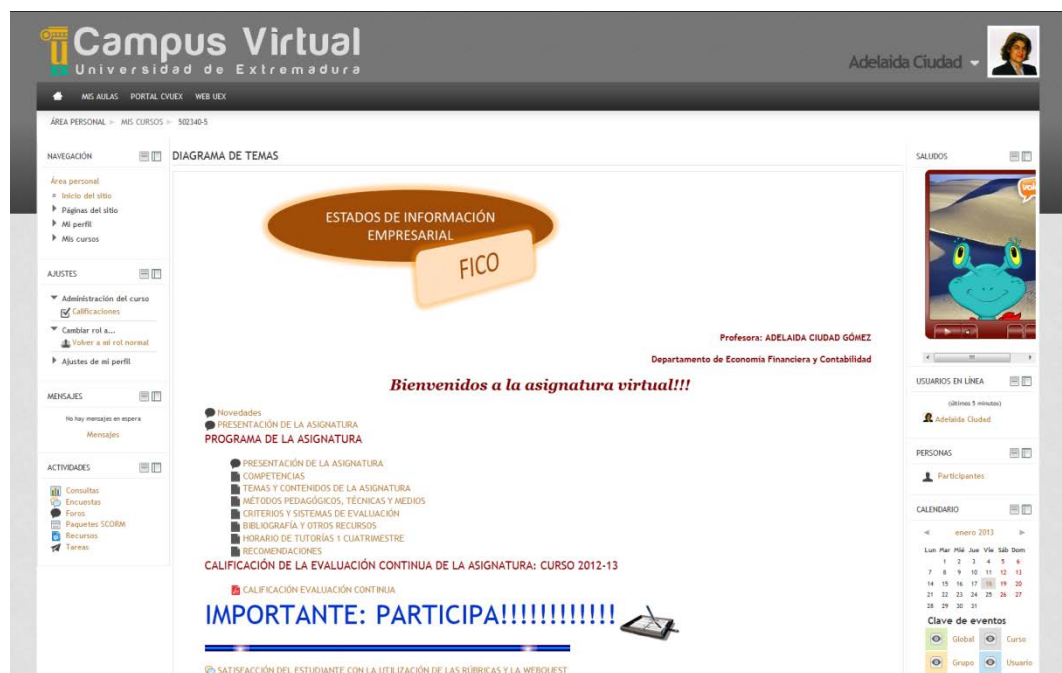 Campus Virtual
Universidad de Extremadura
Adelaida Ciudad
MIS AULAS PORTAL CVUEX WEB UEX
ÁREA PERSONAL MIS CURSOS 502340-5
NAVEGACIÓN
Área personal
Inicio del sitio
Páginas del sitio
Mi perfil
Mis cursos
AJUSTES
Administración del curso
Calificaciones
Cambiar rol a...
Volver a mi rol normal
Ajustes de mi perfil
MENSAJES
No hay mensajes en espera
Mensajes
ACTIVIDADES
Consultas
Encuestas
Foros
Paquetes SCORM
Recursos
Tareas
DIAGRAMA DE TEMAS
ESTADOS DE INFORMACIÓN
EMPRESARIAL
FICO
Profesora: ADELAIDA CIUDAD GÓMEZ
Departamento de Economía Financiera y Contabilidad
Bienvenidos a la asignatura virtual!!!
Novedades
PRESENTACIÓN DE LA ASIGNATURA
PROGRAMA DE LA ASIGNATURA
PRESENTACIÓN DE LA ASIGNATURA
COMPETENCIAS
TEMAS Y CONTENIDOS DE LA ASIGNATURA
MÉTODOS PEDAGÓGICOS, TÉCNICAS Y MEDIOS
CRITERIOS Y SISTEMAS DE EVALUACIÓN
BIBLIOGRAFÍA Y OTROS RECURSOS
HORARIO DE TUTORÍAS 1 CUATRIMESTRE
RECOMENDACIONES
CALIFICACIÓN DE LA EVALUACIÓN CONTINUA DE LA ASIGNATURA: CURSO 2012-13
CALIFICACIÓN EVALUACIÓN CONTINUA
IMPORTANTE: PARTICIPA!!!!!!!!!!!!
SATISFACCIÓN DEL ESTUDIANTE CON LA UTILIZACIÓN DE LAS RÚBRICAS Y LA WEBQUEST
SALUDOS
USUARIOS EN LÍNEA
(últimos 5 minutos)
Adelaida Ciudad
PERSONAS
Participantes
CALENDARIO
enero 2013
Lun Mar Mié Jue Vie Sáb Dom
1 2 3 4 5 6
7 8 9 10 11 12 13
14 15 16 17 18 19 20
21 22 23 24 25 26 27
28 29 30 31
Clave de eventos
Global Curso
Grupo Usuario